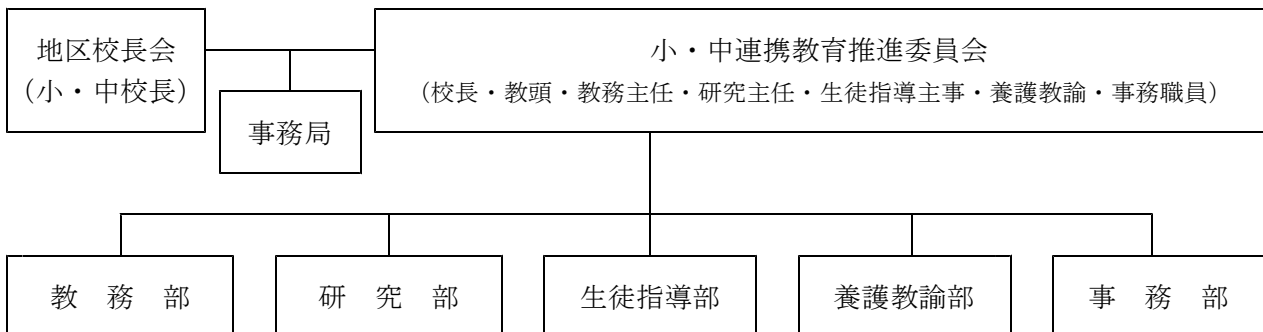 地区校長会
（小・中校長）
小・中連携教育推進委員会
（校長・教頭・教務主任・研究主任・生徒指導主事・養護教諭・事務職員）
事務局
教　務　部
研　究　部
生徒指導部
養護教諭部
事　務　部